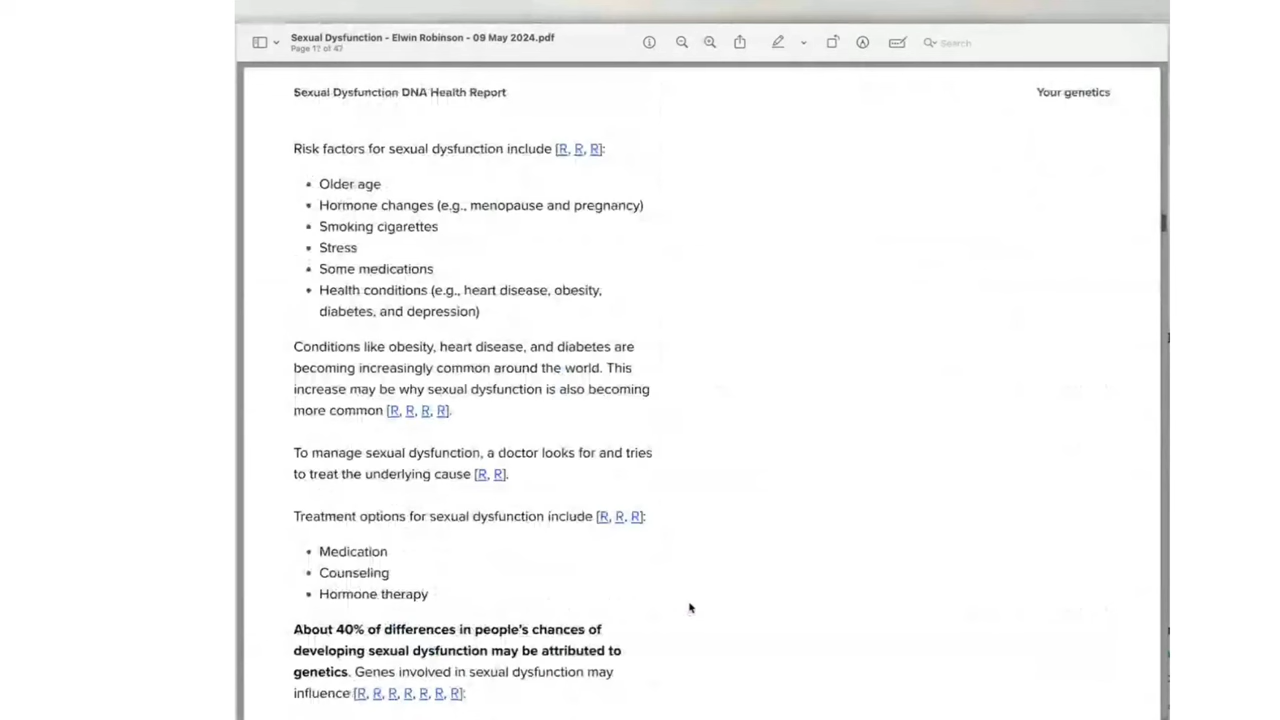 Sexual Dysfunction - Elwin Robinson - 09 May 2024.pdf
Page 17 of 47
Search
Sexual Dysfunction DNA Health Report
Your genetics
Risk factors for sexual dysfunction include [R, R, R]:
• Older age
• Hormone changes (e.g., menopause and pregnancy)
• Smoking cigarettes
• Stress
• Some medications
• Health conditions (e.g., heart disease, obesity,
diabetes, and depression)
Conditions like obesity, heart disease, and diabetes are
becoming increasingly common around the world. This
increase may be why sexual dysfunction is also becoming
more common [R, R, R, R].
To manage sexual dysfunction, a doctor looks for and tries
to treat the underlying cause [R, R].
Treatment options for sexual dysfunction include [R, R, R]:
• Medication
• Counseling
• Hormone therapy
About 40% of differences in people's chances of
developing sexual dysfunction may be attributed to
genetics. Genes involved in sexual dysfunction may
influence [R, R, R, R, R, R, R]: